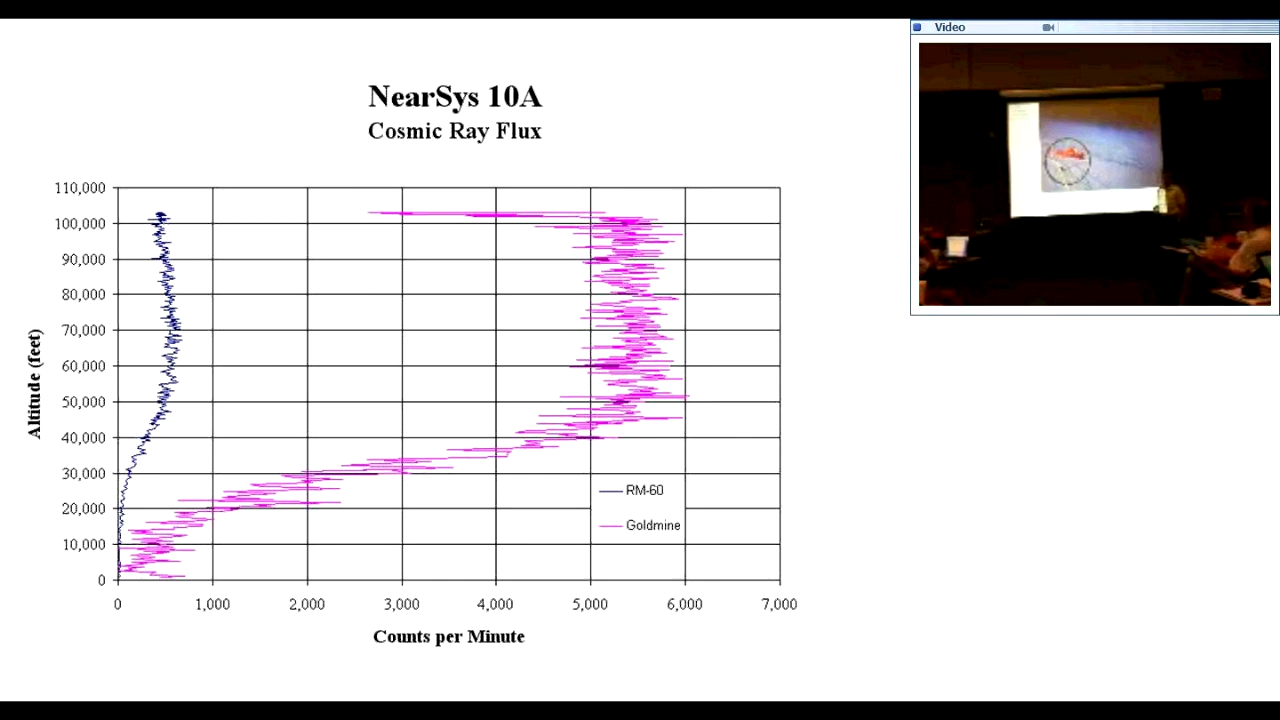 Video
NearSys 10A
Cosmic Ray Flux
110,000
100,000
90,000
80,000
70,000
60,000
50,000
40,000
30,000
20,000
10,000
0
Altitude (feet)
RM-60
Goldmine
0 1,000 2,000 3,000 4,000 5,000 6,000 7,000
Counts per Minute